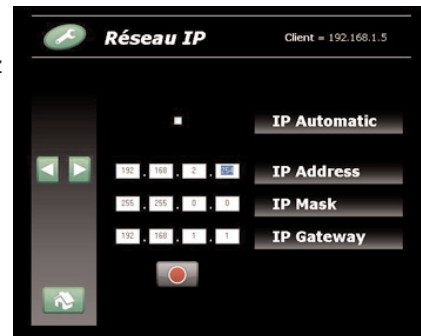 Réseau IP
Client = 192.168.1.5
z
IP Automatic
192 . 168 . 2 . 254 IP Address
255 . 255 . 0 . 0 IP Mask
192 . 168 . 1 . 1 IP Gateway